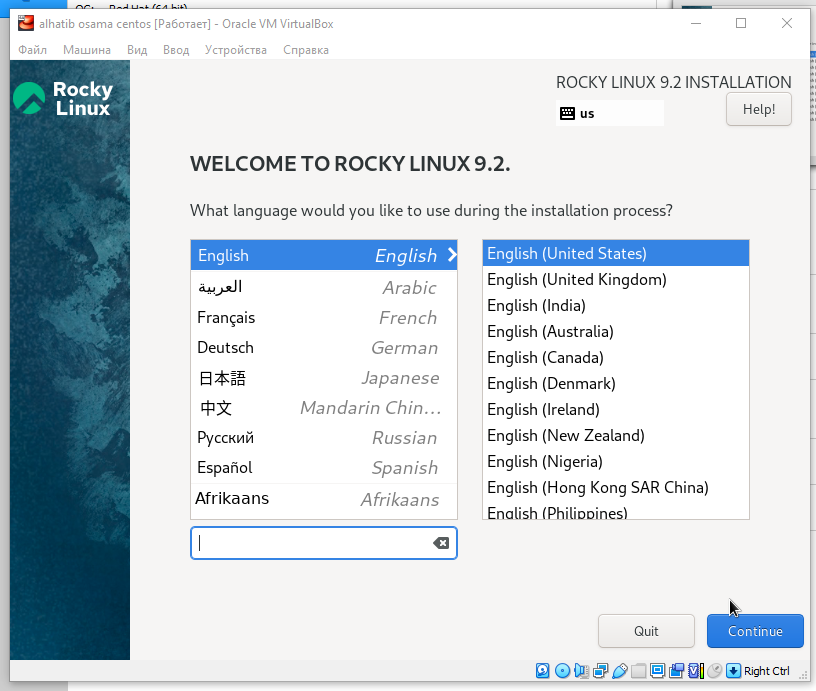 ОС: Red Hat (64 bit)
alhatib osama centos [Работает] - Oracle VM VirtualBox
Файл Машина Вид Ввод Устройства Справка
Rocky
Linux
ROCKY LINUX 9.2 INSTALLATION
us
Help!
WELCOME TO ROCKY LINUX 9.2.
What language would you like to use during the installation process?
English English
العربية Arabic
Français French
Deutsch German
日本語 Japanese
中文 Mandarin Chin...
Русский Russian
Español Spanish
Afrikaans Afrikaans
English (United States)
English (United Kingdom)
English (India)
English (Australia)
English (Canada)
English (Denmark)
English (Ireland)
English (New Zealand)
English (Nigeria)
English (Hong Kong SAR China)
English (Philippines)
Quit Continue
Right Ctrl